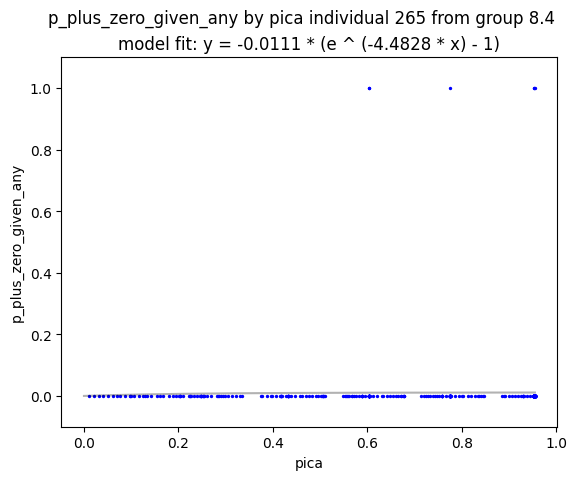 p_plus_zero_given_any by pica individual 265 from group 8.4
model fit: y = -0.0111 * (e ^ (-4.4828 * x) - 1)
1.0
0.8
0.6
0.4
0.2
0.0
p_plus_zero_given_any
0.0 0.2 0.4 0.6 0.8 1.0
pica